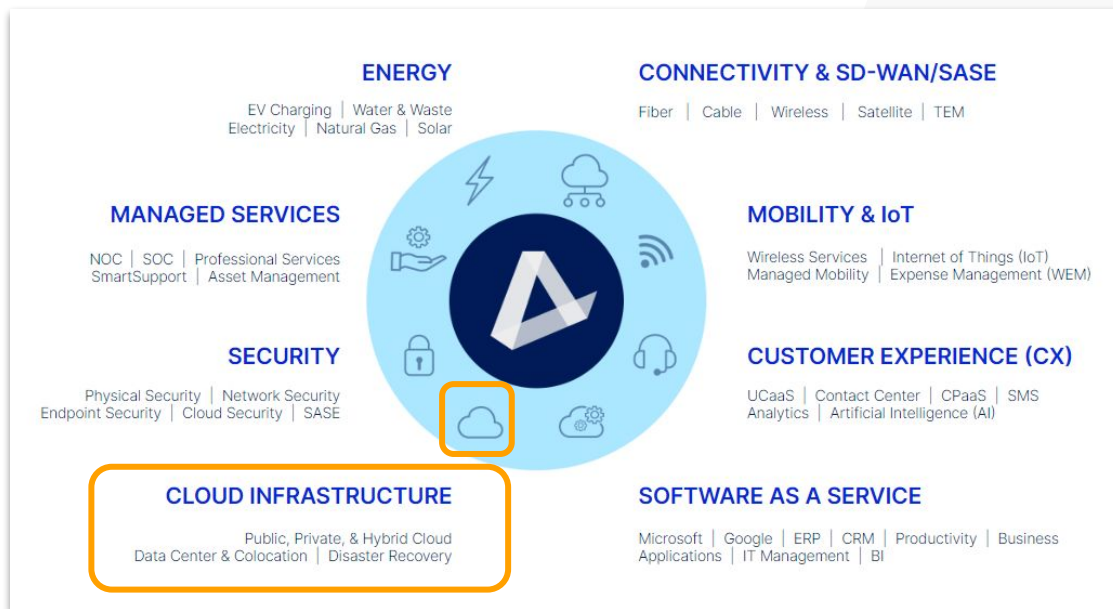 ENERGY
EV Charging | Water & Waste
Electricity | Natural Gas | Solar
CONNECTIVITY & SD-WAN/SASE
Fiber | Cable | Wireless | Satellite | TEM
MANAGED SERVICES
NOC | SOC | Professional Services
SmartSupport | Asset Management
MOBILITY & IoT
Wireless Services | Internet of Things (IoT)
Managed Mobility | Expense Management (WEM)
SECURITY
Physical Security | Network Security
Endpoint Security | Cloud Security | SASE
CUSTOMER EXPERIENCE (CX)
UCaaS | Contact Center | CPaaS | SMS
Analytics | Artificial Intelligence (AI)
CLOUD INFRASTRUCTURE
Public, Private, & Hybrid Cloud
Data Center & Colocation | Disaster Recovery
SOFTWARE AS A SERVICE
Microsoft | Google | ERP | CRM | Productivity | Business
Applications | IT Management | BI